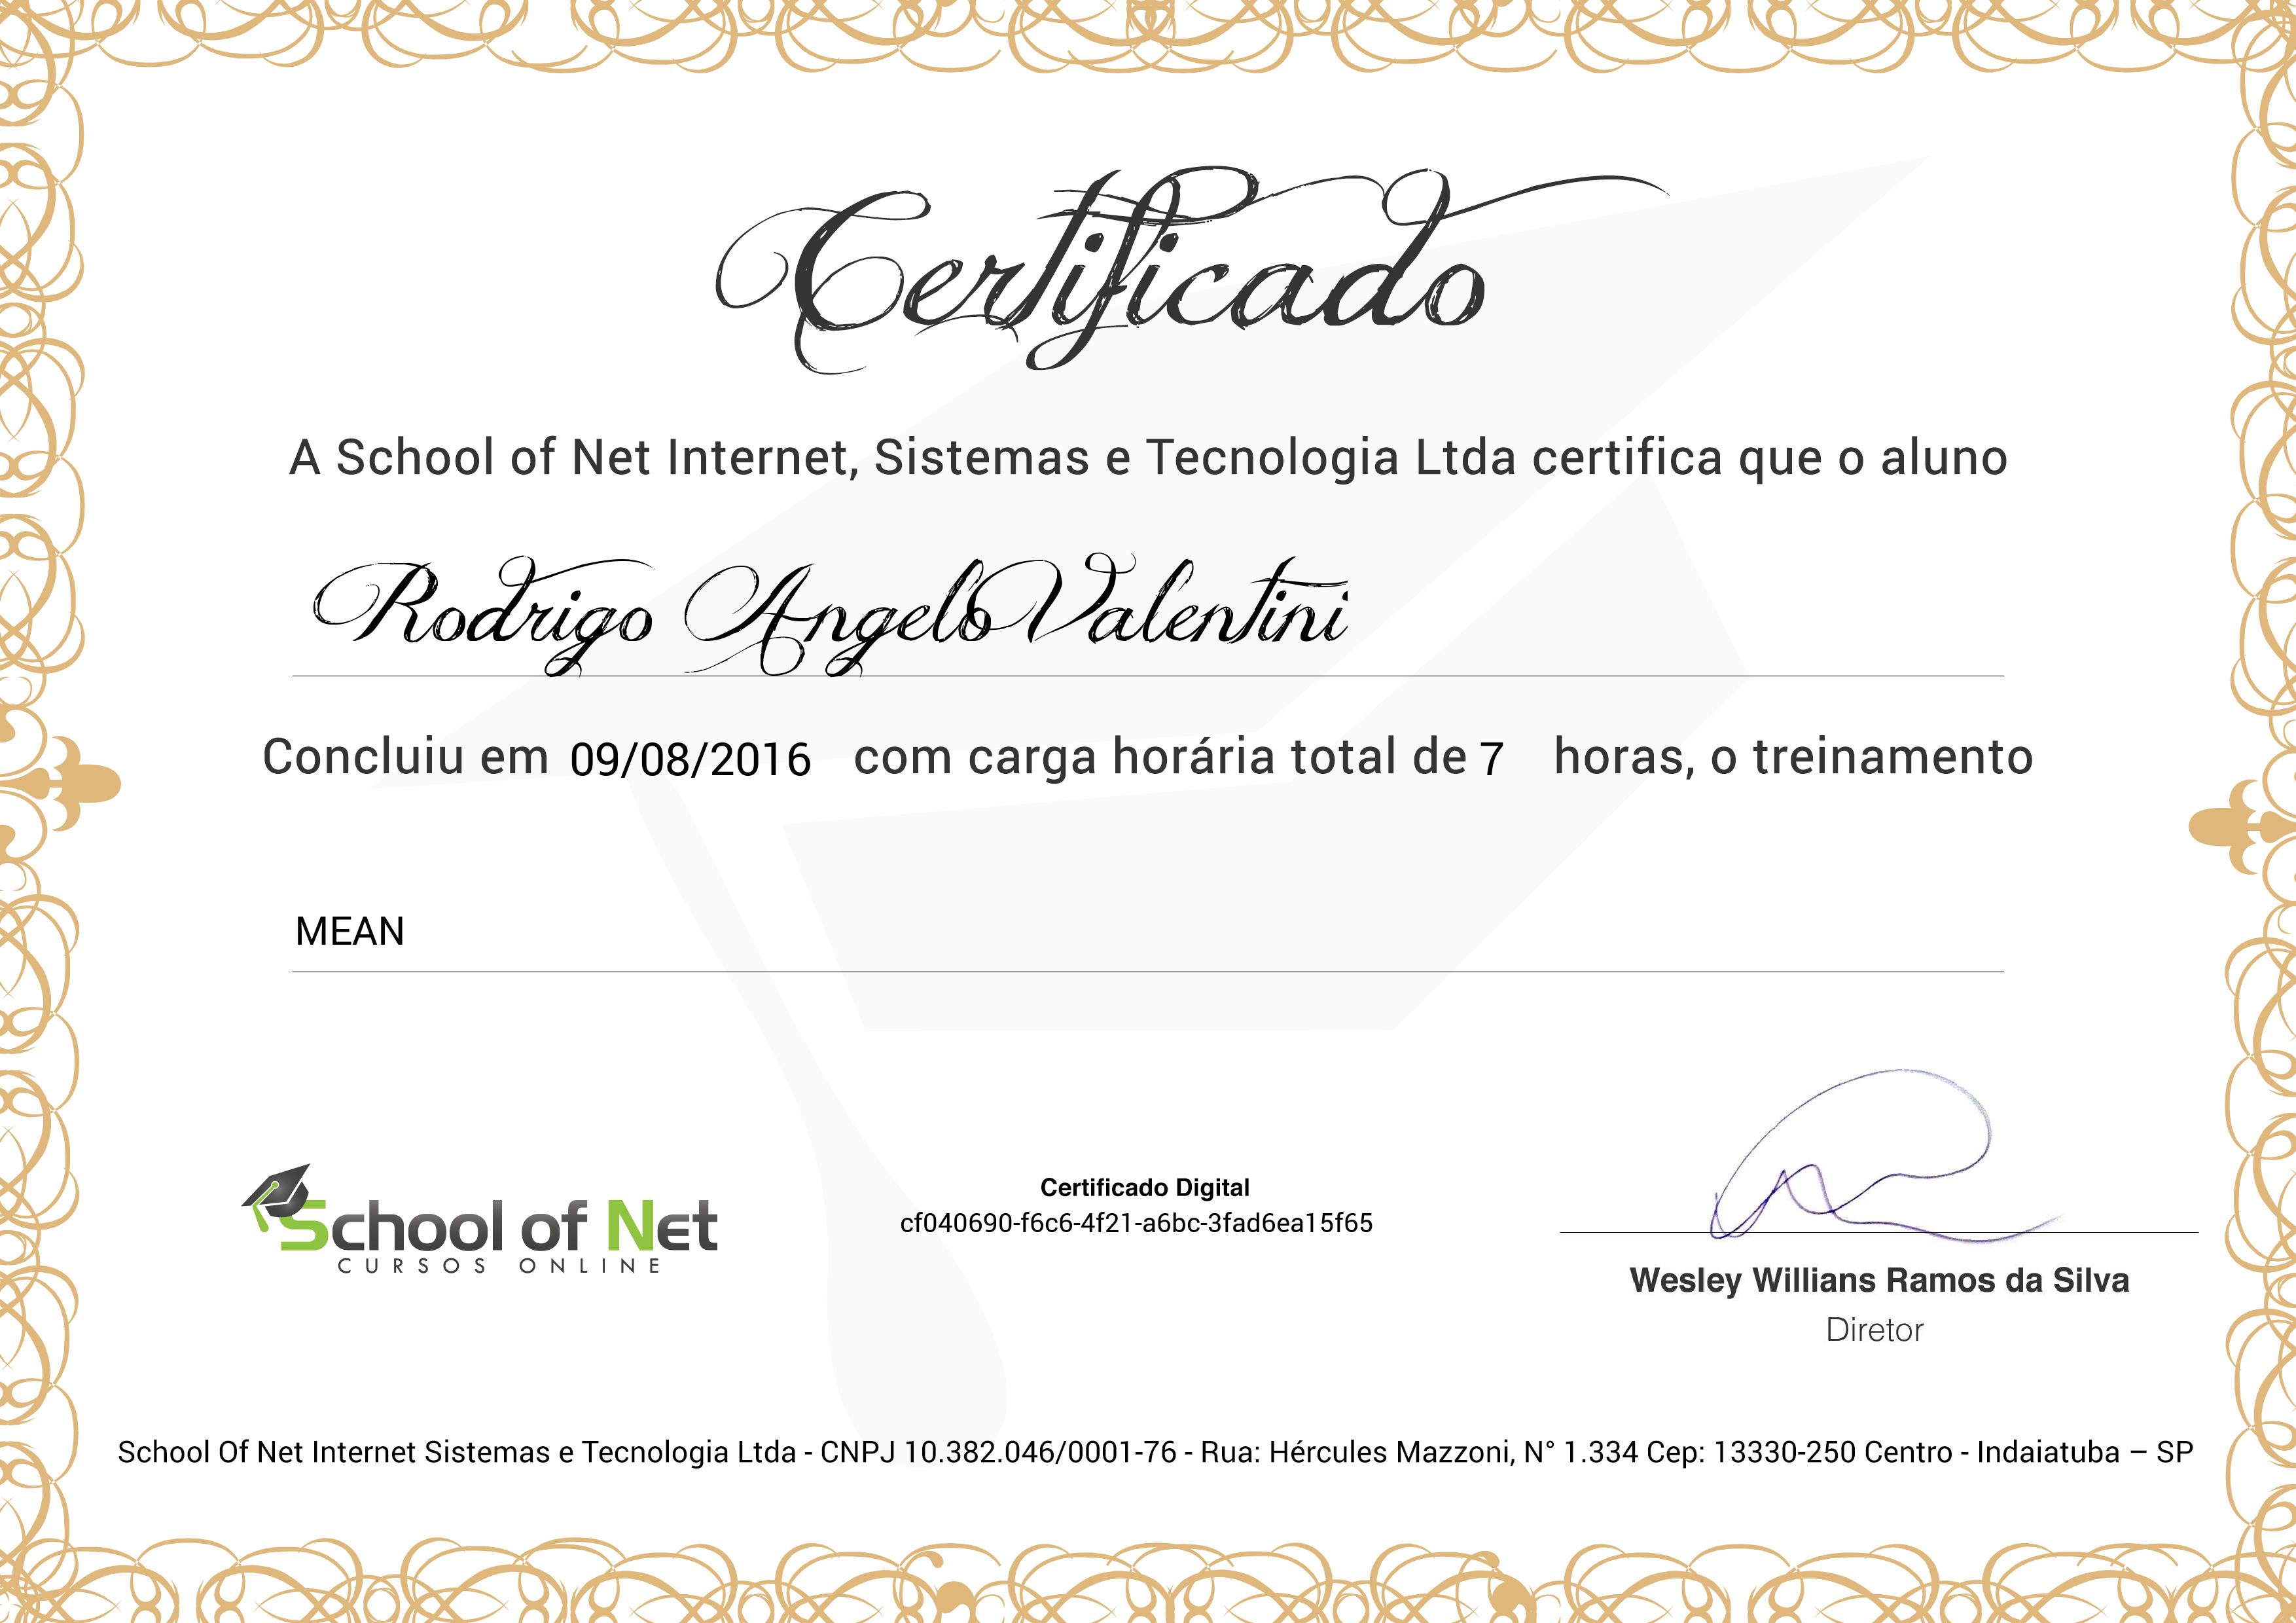 Certificado
A School of Net Internet, Sistemas e Tecnologia Ltda certifica que o aluno
Rodrigo Angelo Valentini
Concluiu em 09/08/2016 com carga horária total de 7 horas, o treinamento
MEAN
School of Net
CURSOS ONLINE
Certificado Digital
cf040690-f6c6-4f21-a6bc-3fad6ea15f65
Wesley Willians Ramos da Silva
Diretor
School Of Net Internet Sistemas e Tecnologia Ltda - CNPJ 10.382.046/0001-76 - Rua: Hércules Mazzoni, N° 1.334 Cep: 13330-250 Centro - Indaiatuba – SP